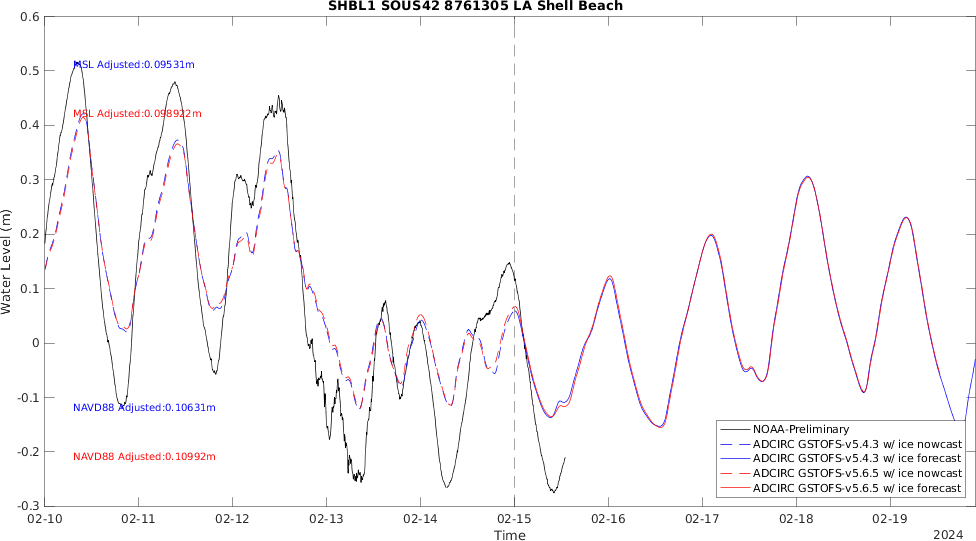 SHBL1 SOUS42 8761305 LA Shell Beach
0.6
0.5
0.4
0.3
0.2
0.1
0
-0.1
-0.2
-0.3
Water Level (m)
MSL Adjusted:0.09531m
MSL Adjusted:0.098922m
NAVD88 Adjusted:0.10631m
NAVD88 Adjusted:0.10992m
NOAA-Preliminary
ADCIRC GSTOFS-v5.4.3 w/ ice nowcast
ADCIRC GSTOFS-v5.4.3 w/ ice forecast
ADCIRC GSTOFS-v5.6.5 w/ ice nowcast
ADCIRC GSTOFS-v5.6.5 w/ ice forecast
02-10 02-11 02-12 02-13 02-14 02-15 02-16 02-17 02-18 02-19
Time
2024